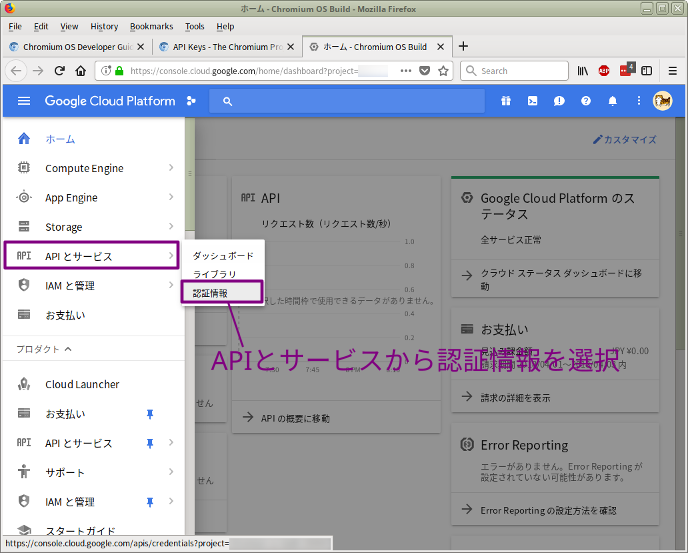 ホーム - Chromium OS Build - Mozilla Firefox
File Edit View History Bookmarks Tools Help
Chromium OS Developer Guide
API Keys - The Chromium Pro
ホーム - Chromium OS Build
https://console.cloud.google.com/home/dashboard?project=
Search
ABP
4
Google Cloud Platform
ホーム
Compute Engine
App Engine
Storage
API APIとサービス
IAM と管理
お支払い
プロダクト
Cloud Launcher
お支払い
API APIとサービス
サポート
IAM と管理
スタートガイド
ダッシュボード
ライブラリ
認証情報
APIとサービスから認証情報を選択
カスタマイズ
API API
リクエスト数（リクエスト数/秒）
1.0
0.8
0.6
した時間枠で使用できるデータがありません。
0.4
0.2
7:45
API の概要に移動
せん
せん
Google Cloud Platform のステータス
全サービス正常
クラウド ステータス ダッシュボードに移動
お支払い
JPY ¥0.00
請求の詳細を表示
Error Reporting
エラーがありません。Error Reporting が
設定されていない可能性があります。
Error Reporting の設定方法を確認
https://console.cloud.google.com/apis/credentials?project=